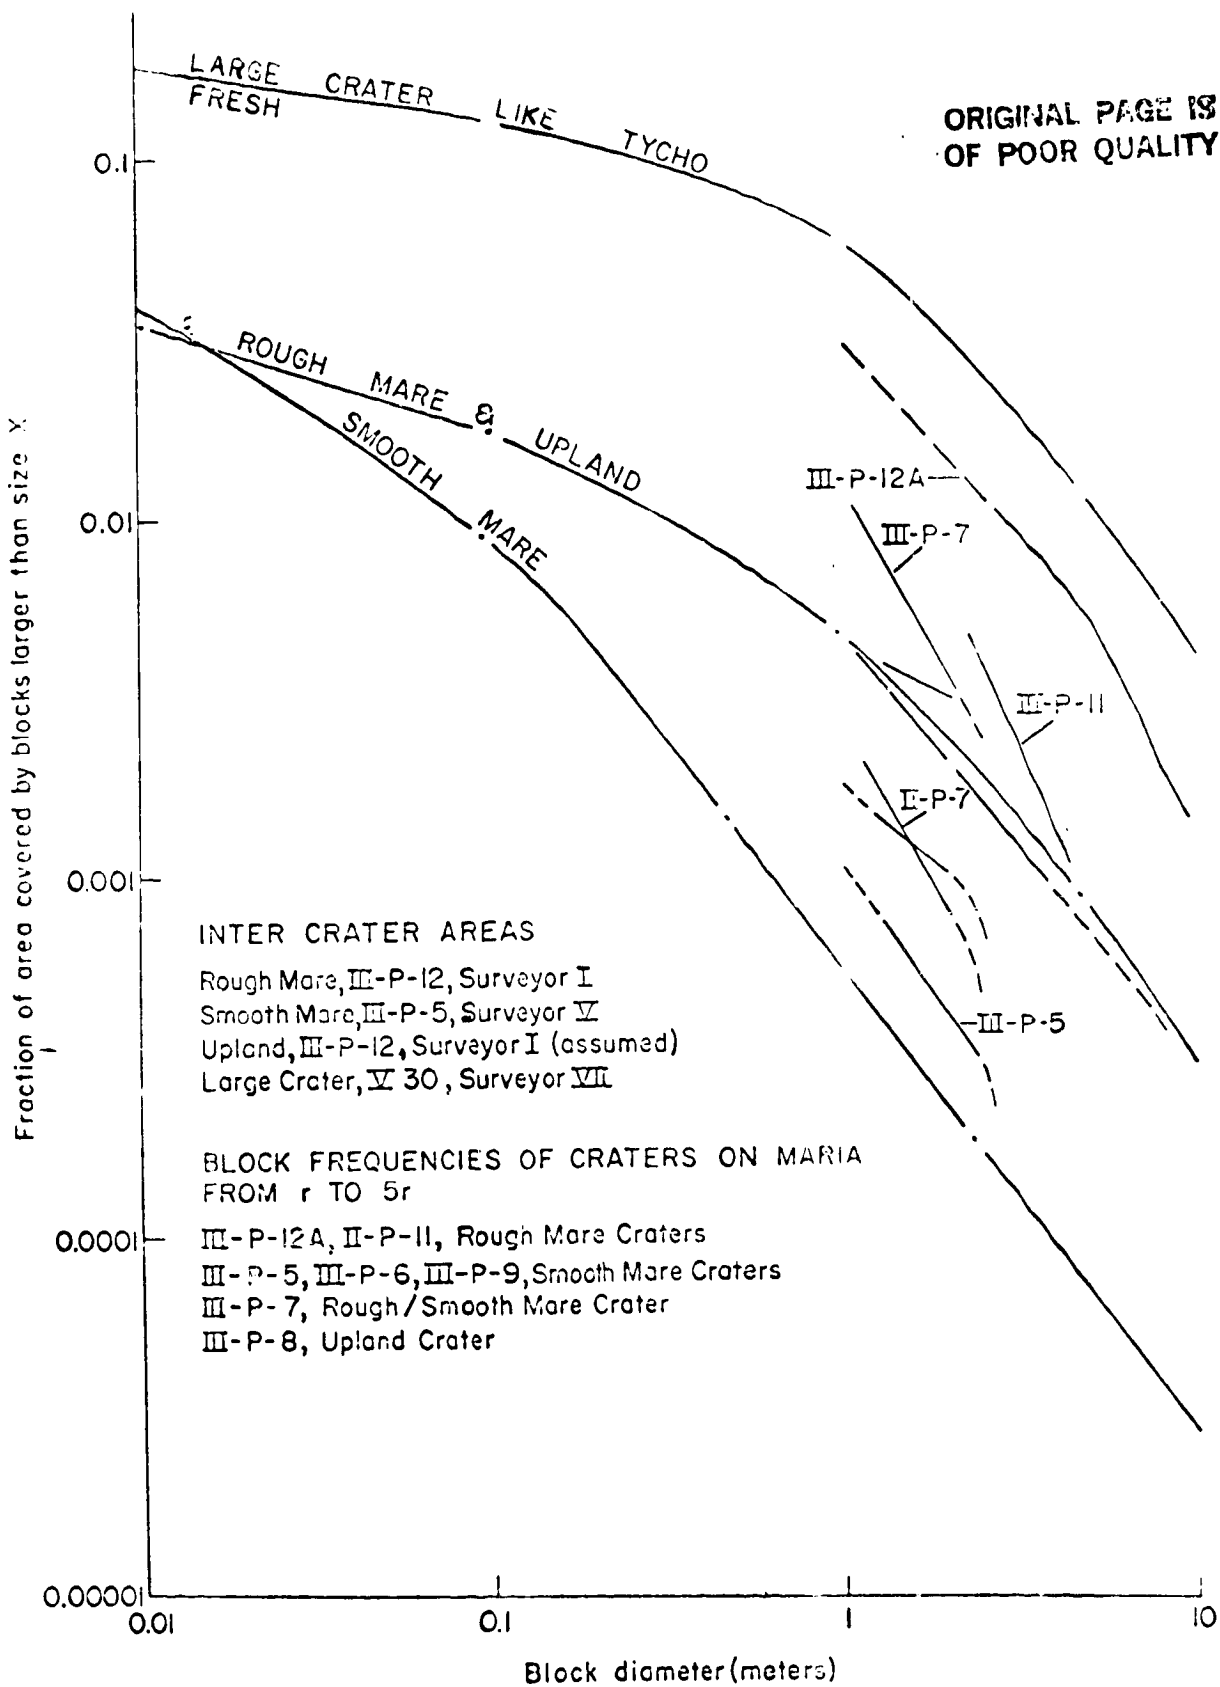 LARGE CRATER LIKE TYCHO
FRESH
ORIGINAL PAGE IS
OF POOR QUALITY
0.1
ROUGH MARE & UPLAND
SMOOTH MARE
III-P-12A
III-P-7
0.01
III-P-11
II-P-7
0.001
III-P-5
Fraction of area covered by blocks larger than size X
INTER CRATER AREAS
Rough Mare, III-P-12, Surveyor I
Smooth Mare, III-P-5, Surveyor V
Upland, III-P-12, Surveyor I (assumed)
Large Crater, V 30, Surveyor VII
BLOCK FREQUENCIES OF CRATERS ON MARIA
FROM r TO 5r
0.0001
III-P-12A, II-P-11, Rough Mare Craters
III-P-5, III-P-6, III-P-9, Smooth Mare Craters
III-P-7, Rough/Smooth Mare Crater
III-P-8, Upland Crater
0.00001
0.01 0.1 1 10
Block diameter (meters)